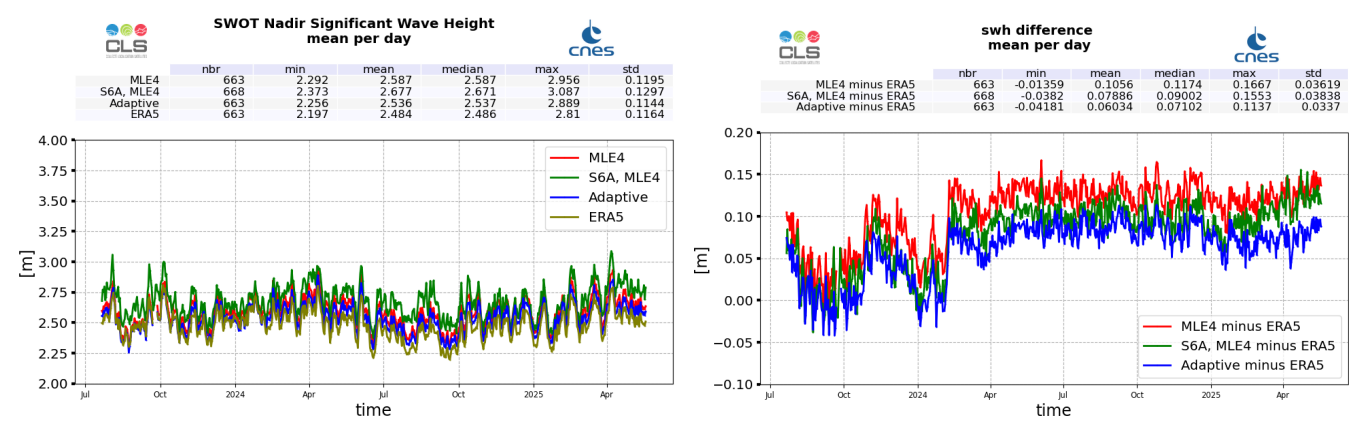 SWOT Nadir Significant Wave Height
mean per day
CLS
cnes
nbr min mean median max std
MLE4 663 2.292 2.587 2.587 2.956 0.1195
S6A, MLE4 668 2.373 2.677 2.671 3.087 0.1297
Adaptive 663 2.256 2.536 2.537 2.889 0.1144
ERA5 663 2.197 2.484 2.486 2.81 0.1164
4.00
3.75
3.50
3.25
3.00
2.75
2.50
2.25
2.00
[m]
MLE4
S6A, MLE4
Adaptive
ERA5
Jul Oct 2024 Apr Jul Oct 2025 Apr
time
swh difference
mean per day
CLS
cnes
nbr min mean median max std
MLE4 minus ERA5 663 -0.01359 0.1056 0.1174 0.1667 0.03619
S6A, MLE4 minus ERA5 668 -0.0382 0.07886 0.09002 0.1553 0.03838
Adaptive minus ERA5 663 -0.04181 0.06034 0.07102 0.1137 0.0337
0.20
0.15
0.10
0.05
0.00
−0.05
−0.10
[m]
MLE4 minus ERA5
S6A, MLE4 minus ERA5
Adaptive minus ERA5
Jul Oct 2024 Apr Jul Oct 2025 Apr
time